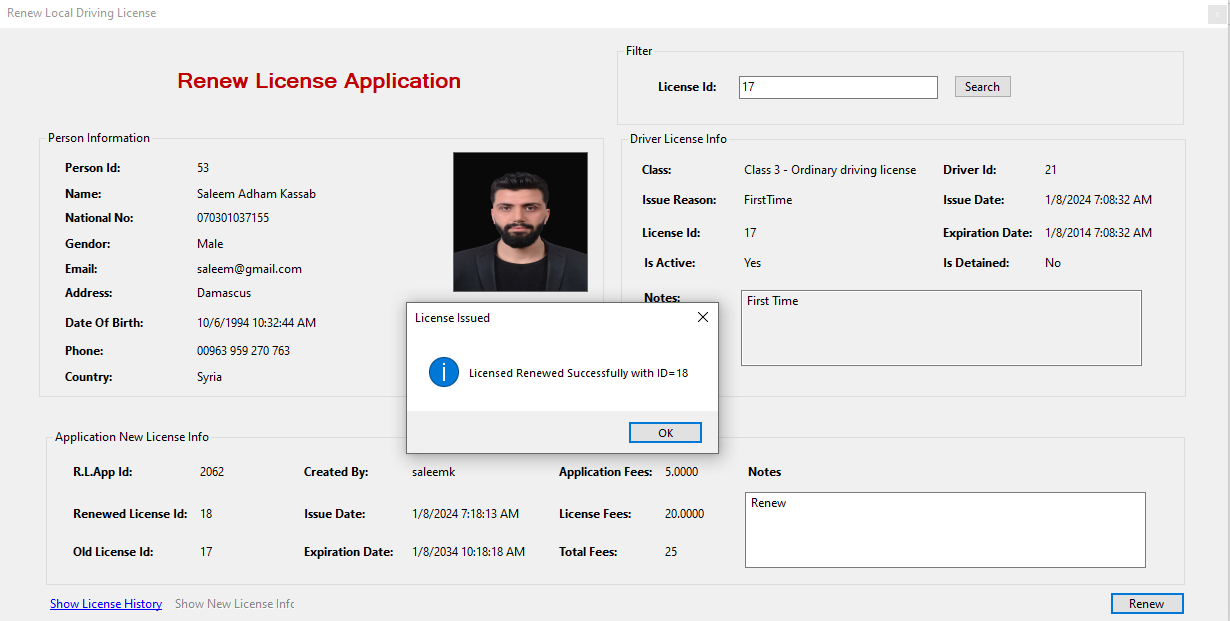 Renew Local Driving License
Renew License Application
Filter
License Id: 17 Search
Person Information
Person Id: 53
Name: Saleem Adham Kassab
National No: 070301037155
Gendor: Male
Email: saleem@gmail.com
Address: Damascus
Date Of Birth: 10/6/1994 10:32:44 AM
Phone: 00963 959 270 763
Country: Syria
Driver License Info
Class: Class 3 - Ordinary driving license Driver Id: 21
Issue Reason: FirstTime Issue Date: 1/8/2024 7:08:32 AM
License Id: 17 Expiration Date: 1/8/2014 7:08:32 AM
Is Active: Yes Is Detained: No
Notes: First Time
License Issued
Licensed Renewed Successfully with ID=18
OK
Application New License Info
R.L.App Id: 2062 Created By: saleemk Application Fees: 5.0000 Notes
Renewed License Id: 18 Issue Date: 1/8/2024 7:18:13 AM License Fees: 20.0000 Renew
Old License Id: 17 Expiration Date: 1/8/2034 10:18:18 AM Total Fees: 25
Show License History Show New License Info Renew